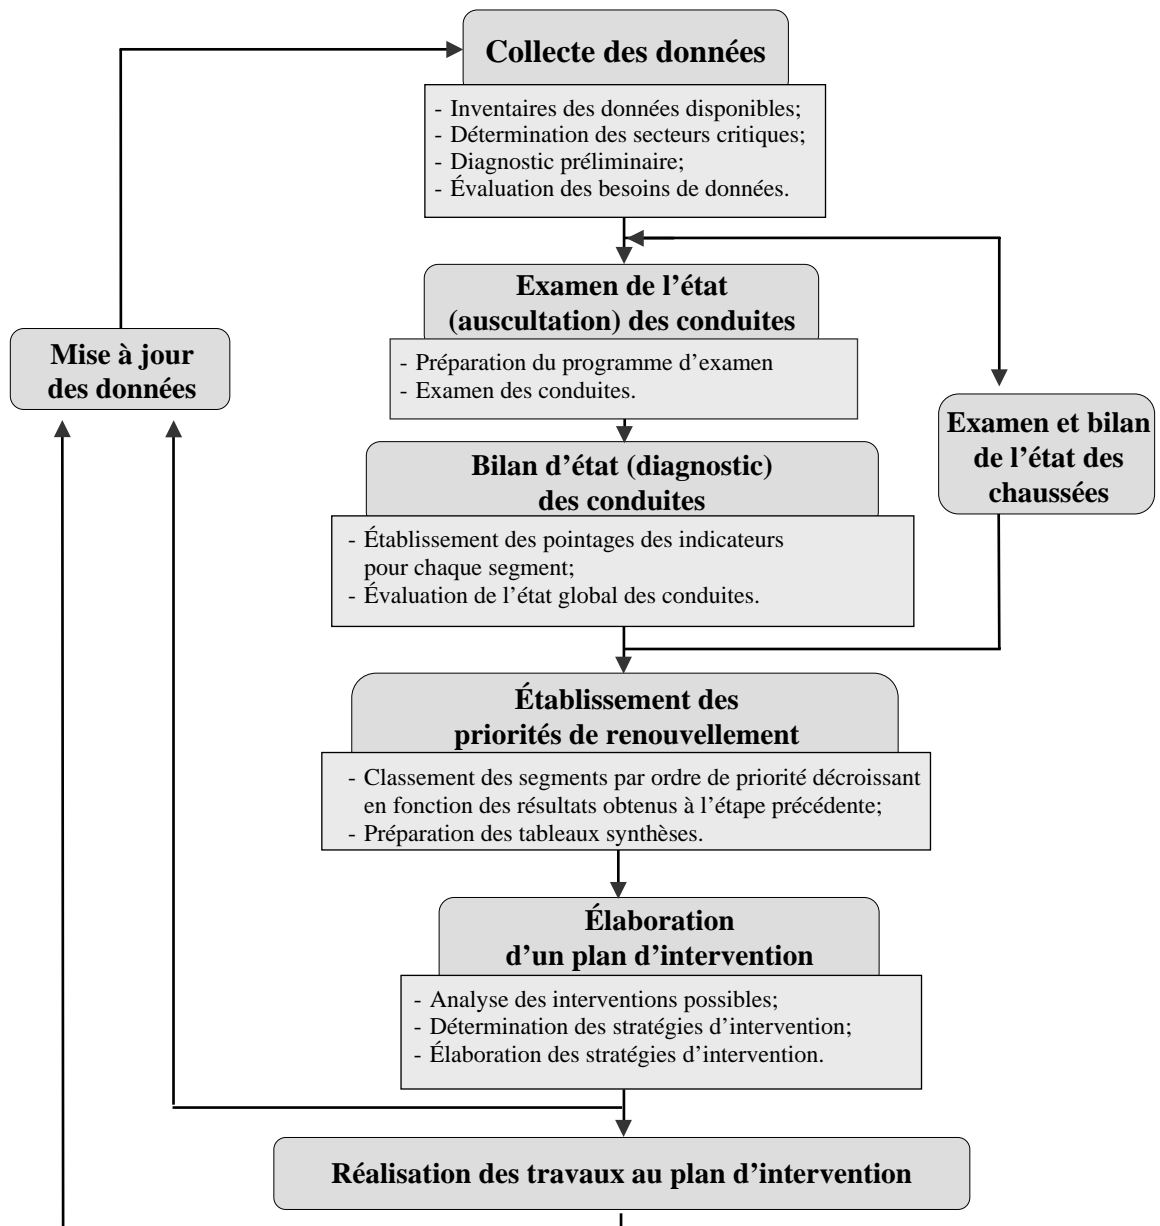 Collecte des données
- Inventaires des données disponibles;
- Détermination des secteurs critiques;
- Diagnostic préliminaire;
- Évaluation des besoins de données.
Examen de l’état
(auscultation) des conduites
- Préparation du programme d’examen
- Examen des conduites.
Mise à jour
des données
Examen et bilan
de l’état des
chaussées
Bilan d’état (diagnostic)
des conduites
- Établissement des pointages des indicateurs
pour chaque segment;
- Évaluation de l’état global des conduites.
Établissement des
priorités de renouvellement
- Classement des segments par ordre de priorité décroissant
en fonction des résultats obtenus à l’étape précédente;
- Préparation des tableaux synthèses.
Élaboration
d’un plan d’intervention
- Analyse des interventions possibles;
- Détermination des stratégies d’intervention;
- Élaboration des stratégies d’intervention.
Réalisation des travaux au plan d’intervention